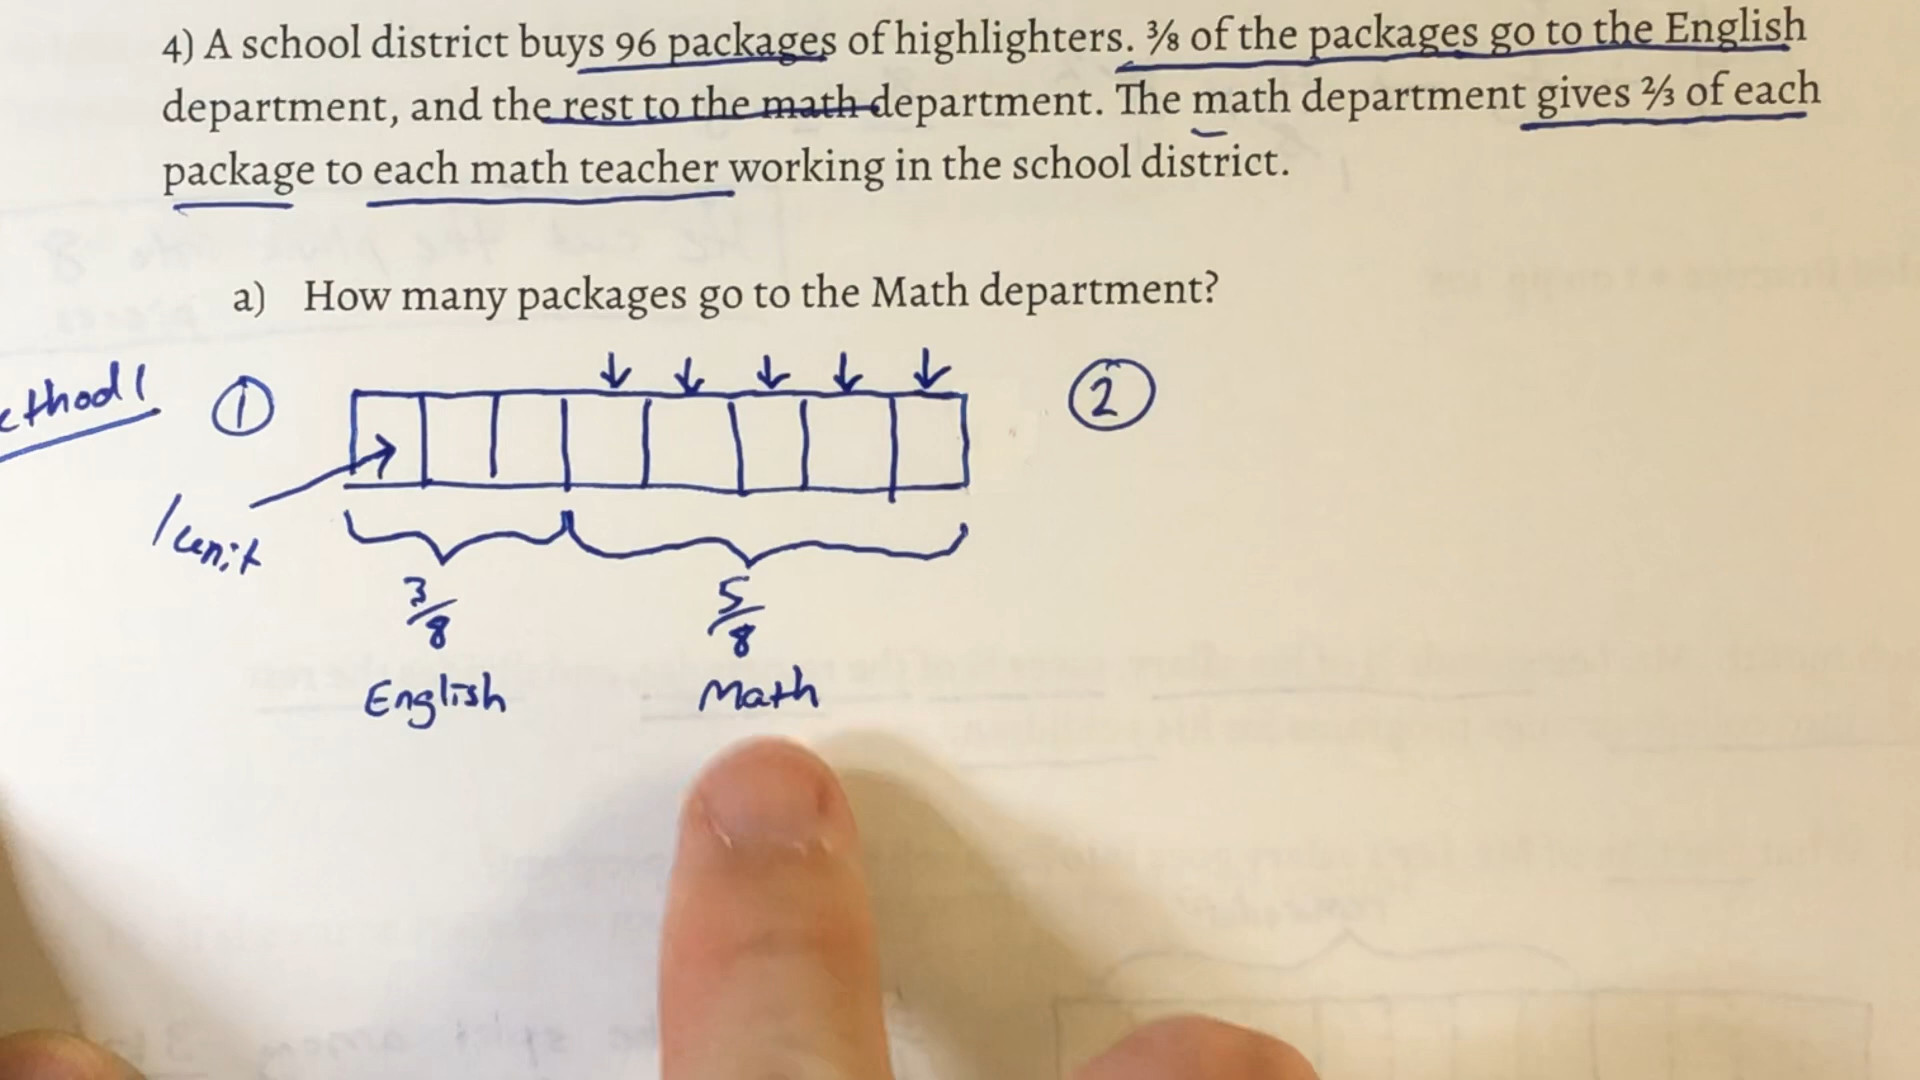 4) A school district buys 96 packages of highlighters. ⅜ of the packages go to the English
department, and the rest to the math department. The math department gives ⅔ of each
package to each math teacher working in the school district.
a) How many packages go to the Math department?
ethod 1 ① ②
1 unit
3/8 5/8
English Math